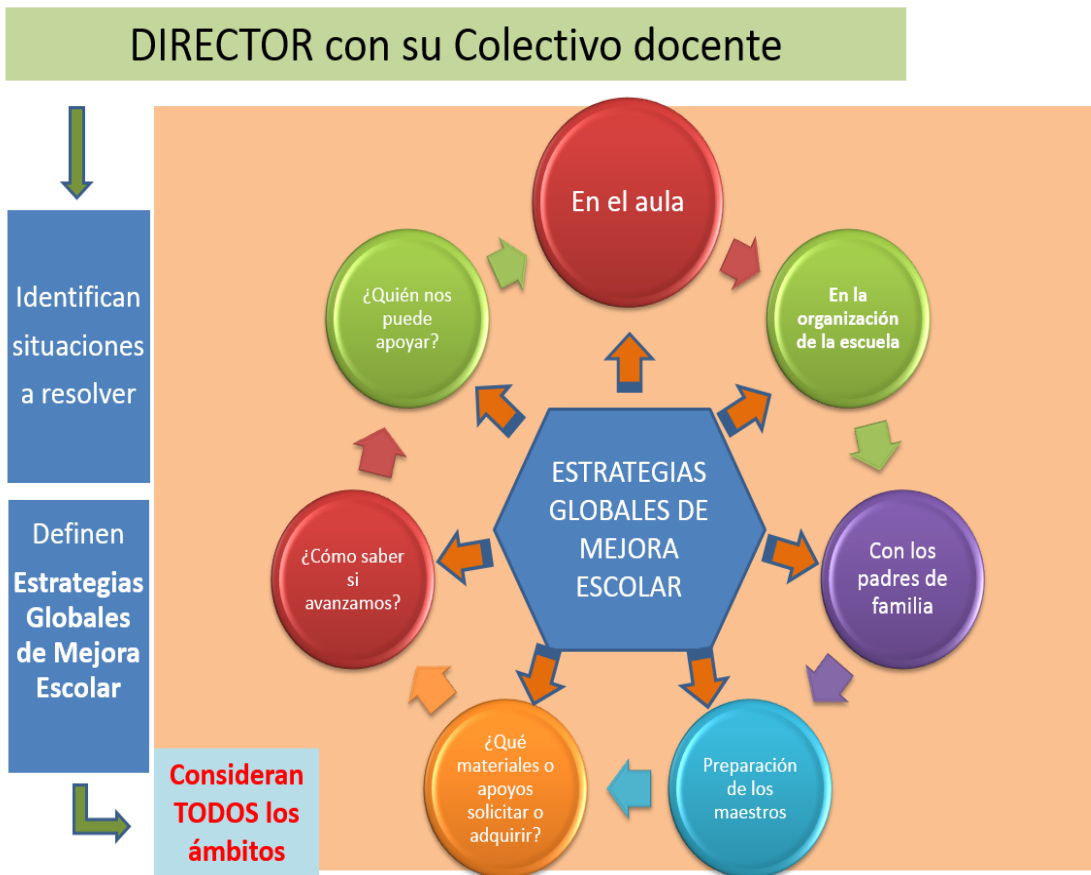 DIRECTOR con su Colectivo docente
Identifican
situaciones
a resolver
Definen
Estrategias
Globales
de Mejora
Escolar
Consideran
TODOS los
ámbitos
En el aula
En la
organización
de la escuela
Con los
padres de
familia
Preparación
de los
maestros
¿Qué
materiales o
apoyos
solicitar o
adquirir?
¿Cómo saber
si
avanzamos?
¿Quién nos
puede
apoyar?
ESTRATEGIAS
GLOBALES DE
MEJORA
ESCOLAR